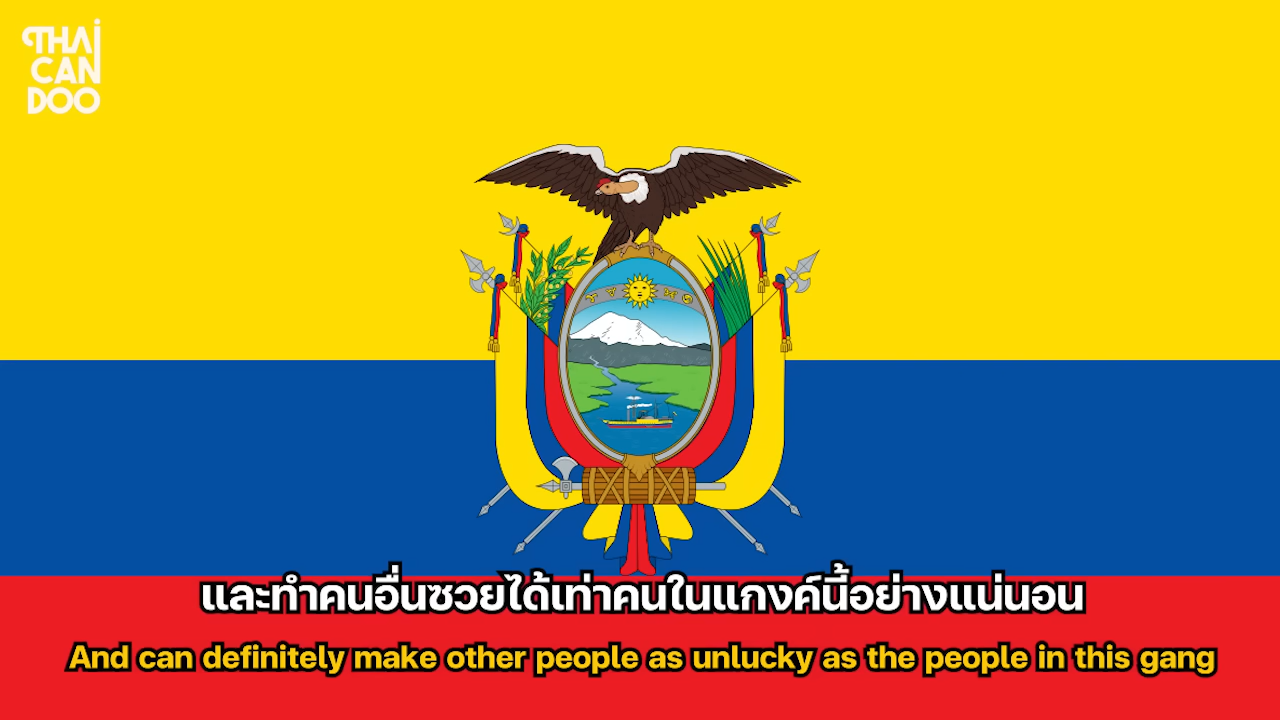 THAI
CAN
DOO
และทำคนอื่นซวยได้เท่าคนในแกงค์นี้อย่างแน่นอน
And can definitely make other people as unlucky as the people in this gang